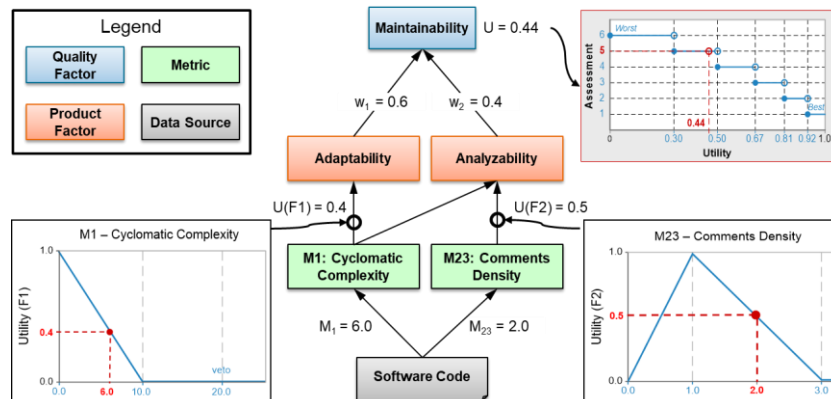 Legend
Quality
Factor
Metric
Product
Factor
Data Source
Maintainability
U = 0.44
w1 = 0.6
w2 = 0.4
Adaptability
Analyzability
U(F1) = 0.4
U(F2) = 0.5
M1: Cyclomatic
Complexity
M23: Comments
Density
M1 = 6.0
M23 = 2.0
Software Code
Assessment
6
5
4
3
2
1
Worst
Best
0.44
0
0.30
0.50
0.67
0.81
0.92
1.0
Utility
M1 – Cyclomatic Complexity
Utility (F1)
1.0
0.4
0.0
veto
0.0
6.0
10.0
20.0
M23 – Comments Density
Utility (F2)
1.0
0.5
0.0
0.0
1.0
2.0
3.0